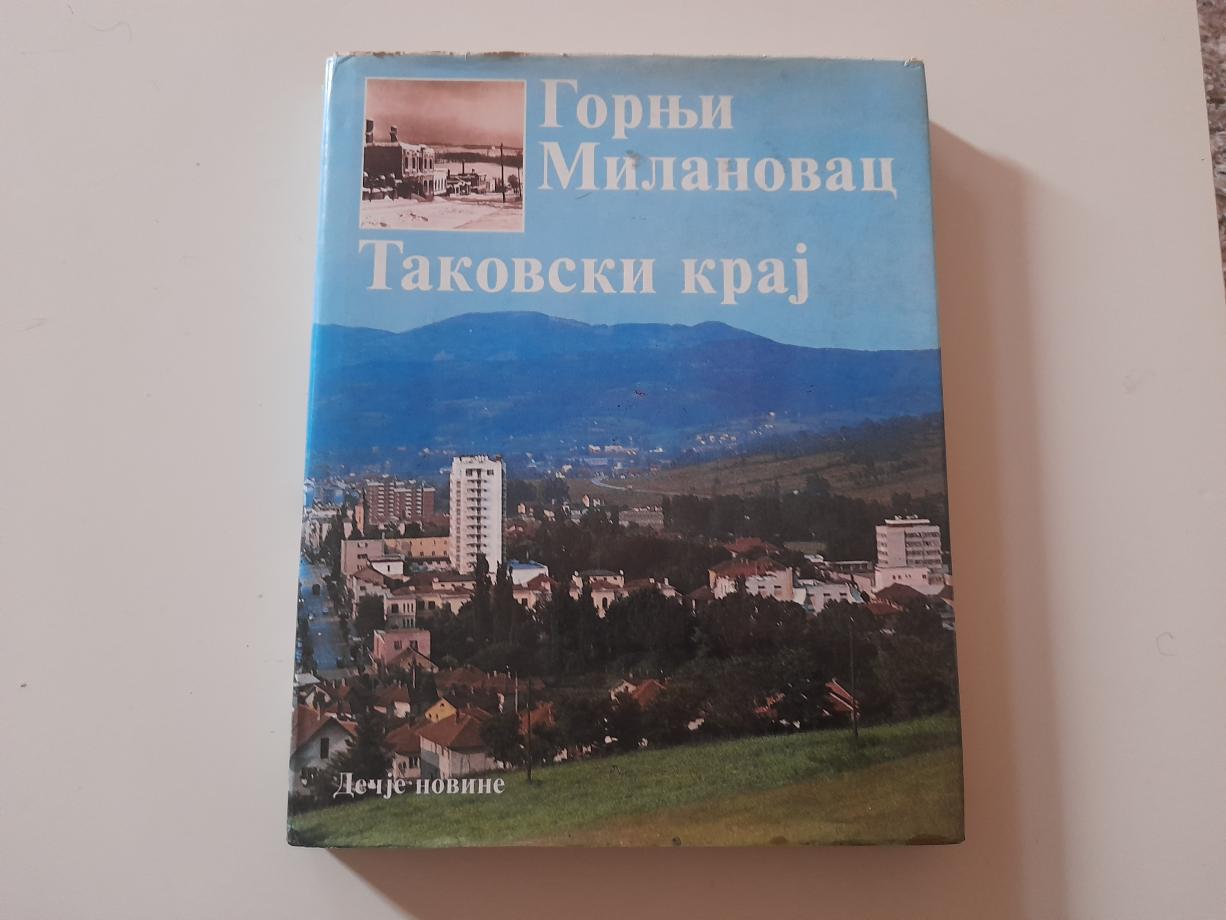 Горњи
Милановац
Таковски крај
Дечје новине